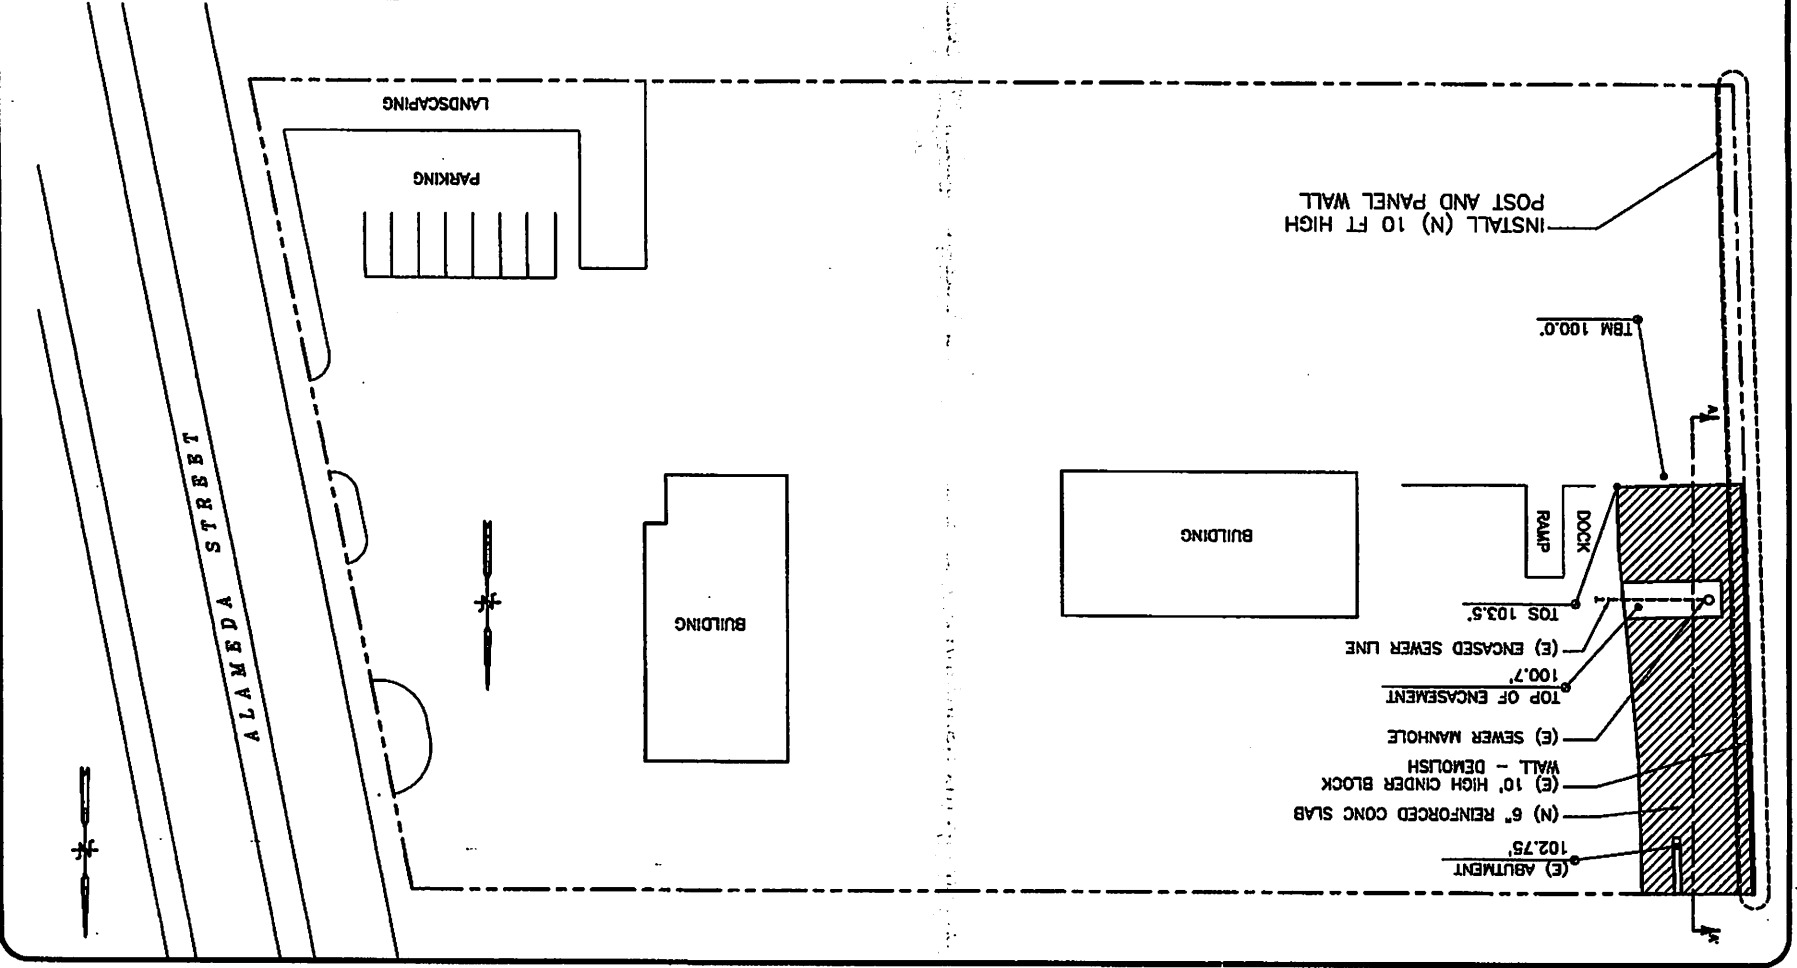 A'
(E) ABUTMENT
102.75'
(N) 6" REINFORCED CONC SLAB
(E) 10' HIGH CINDER BLOCK
WALL - DEMOLISH
(E) SEWER MANHOLE
TOP OF ENCASEMENT
100.7'
(E) ENCASED SEWER LINE
TOS 103.5'
DOCK
RAMP
BUILDING
BUILDING
ALAMEDA STREET
A
TBM 100.0'
INSTALL (N) 10 FT HIGH
POST AND PANEL WALL
PARKING
LANDSCAPING